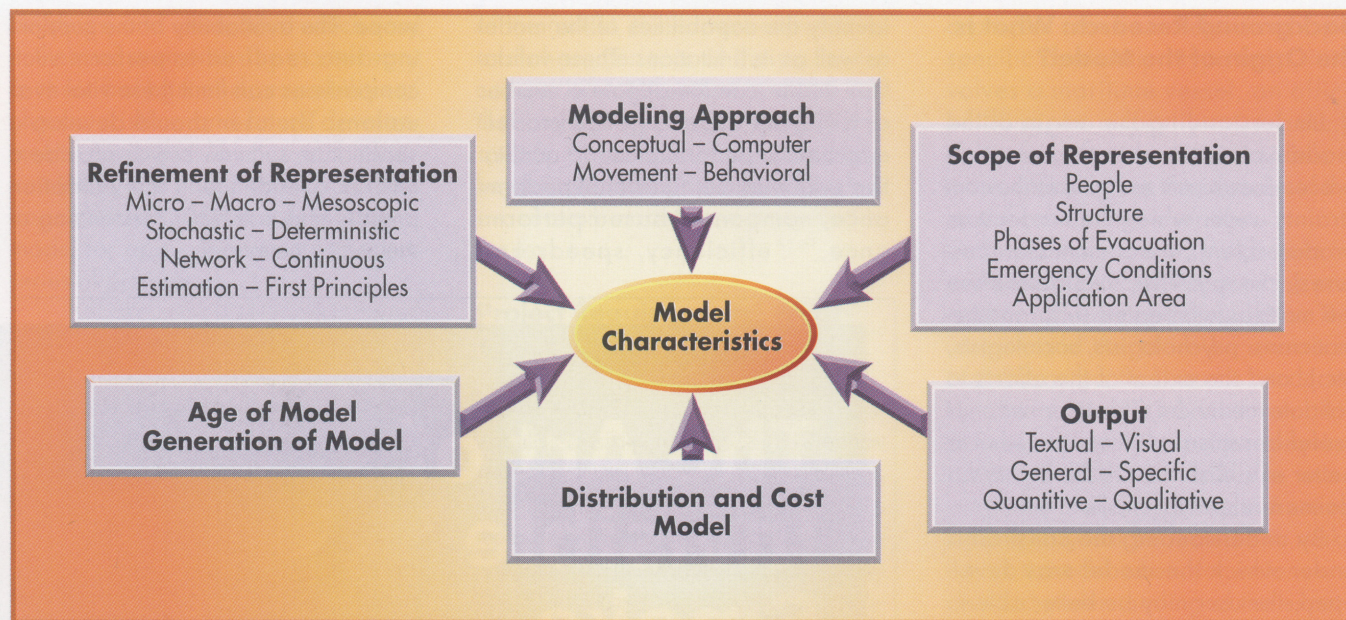 Modeling Approach
Conceptual – Computer
Movement – Behavioral
Refinement of Representation
Micro – Macro – Mesoscopic
Stochastic – Deterministic
Network – Continuous
Estimation – First Principles
Scope of Representation
People
Structure
Phases of Evacuation
Emergency Conditions
Application Area
Model
Characteristics
Age of Model
Generation of Model
Distribution and Cost
Model
Output
Textual – Visual
General – Specific
Quantitive – Qualitative